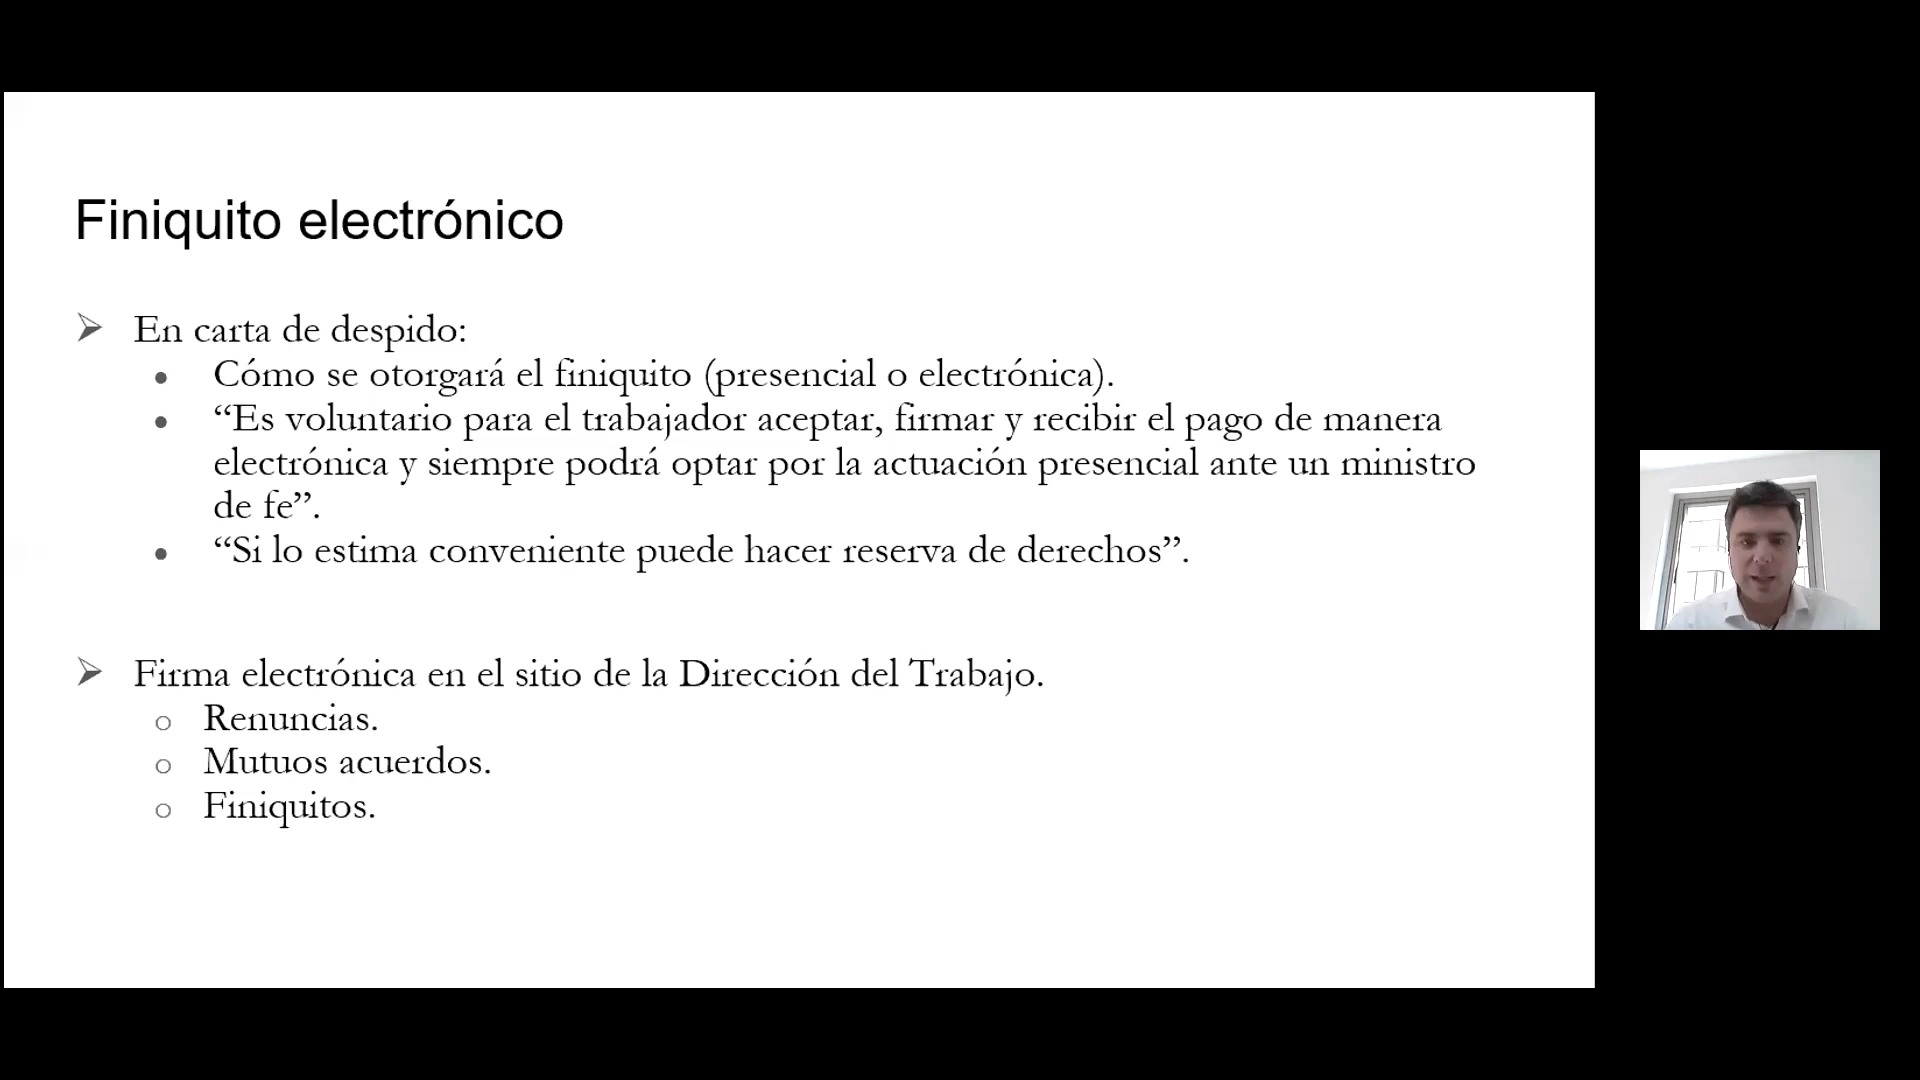 Finiquito electrónico
En carta de despido:
Cómo se otorgará el finiquito (presencial o electrónica).
“Es voluntario para el trabajador aceptar, firmar y recibir el pago de manera
electrónica y siempre podrá optar por la actuación presencial ante un ministro
de fe”.
“Si lo estima conveniente puede hacer reserva de derechos”.
Firma electrónica en el sitio de la Dirección del Trabajo.
Renuncias.
Mutuos acuerdos.
Finiquitos.